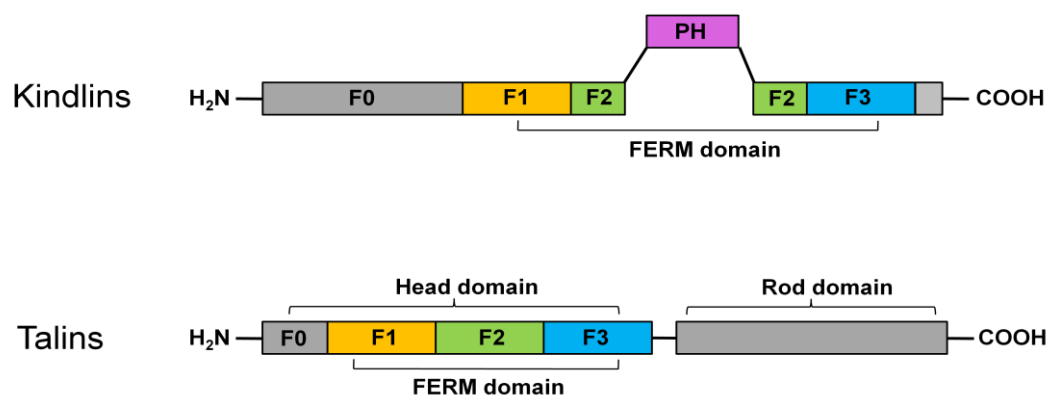 PH
Kindlins H₂N F0 F1 F2 F2 F3 COOH
FERM domain
Head domain Rod domain
Talins H₂N F0 F1 F2 F3 COOH
FERM domain